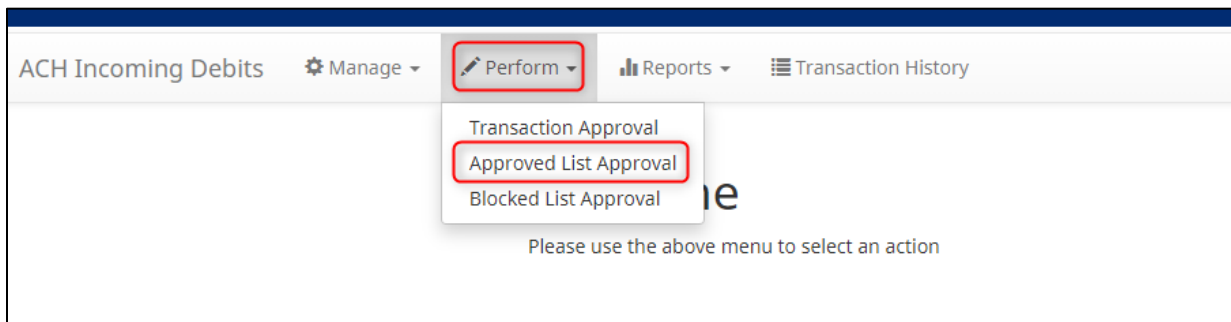 ACH Incoming Debits Manage Perform Reports Transaction History
Transaction Approval
Approved List Approval
Blocked List Approval
Please use the above menu to select an action